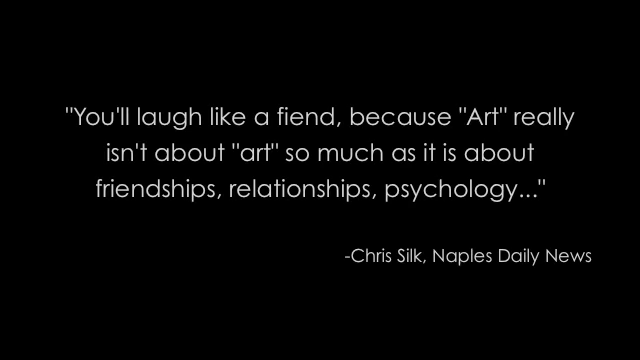 "You'll laugh like a fiend, because "Art" really
isn't about "art" so much as it is about
friendships, relationships, psychology..."
-Chris Silk, Naples Daily News